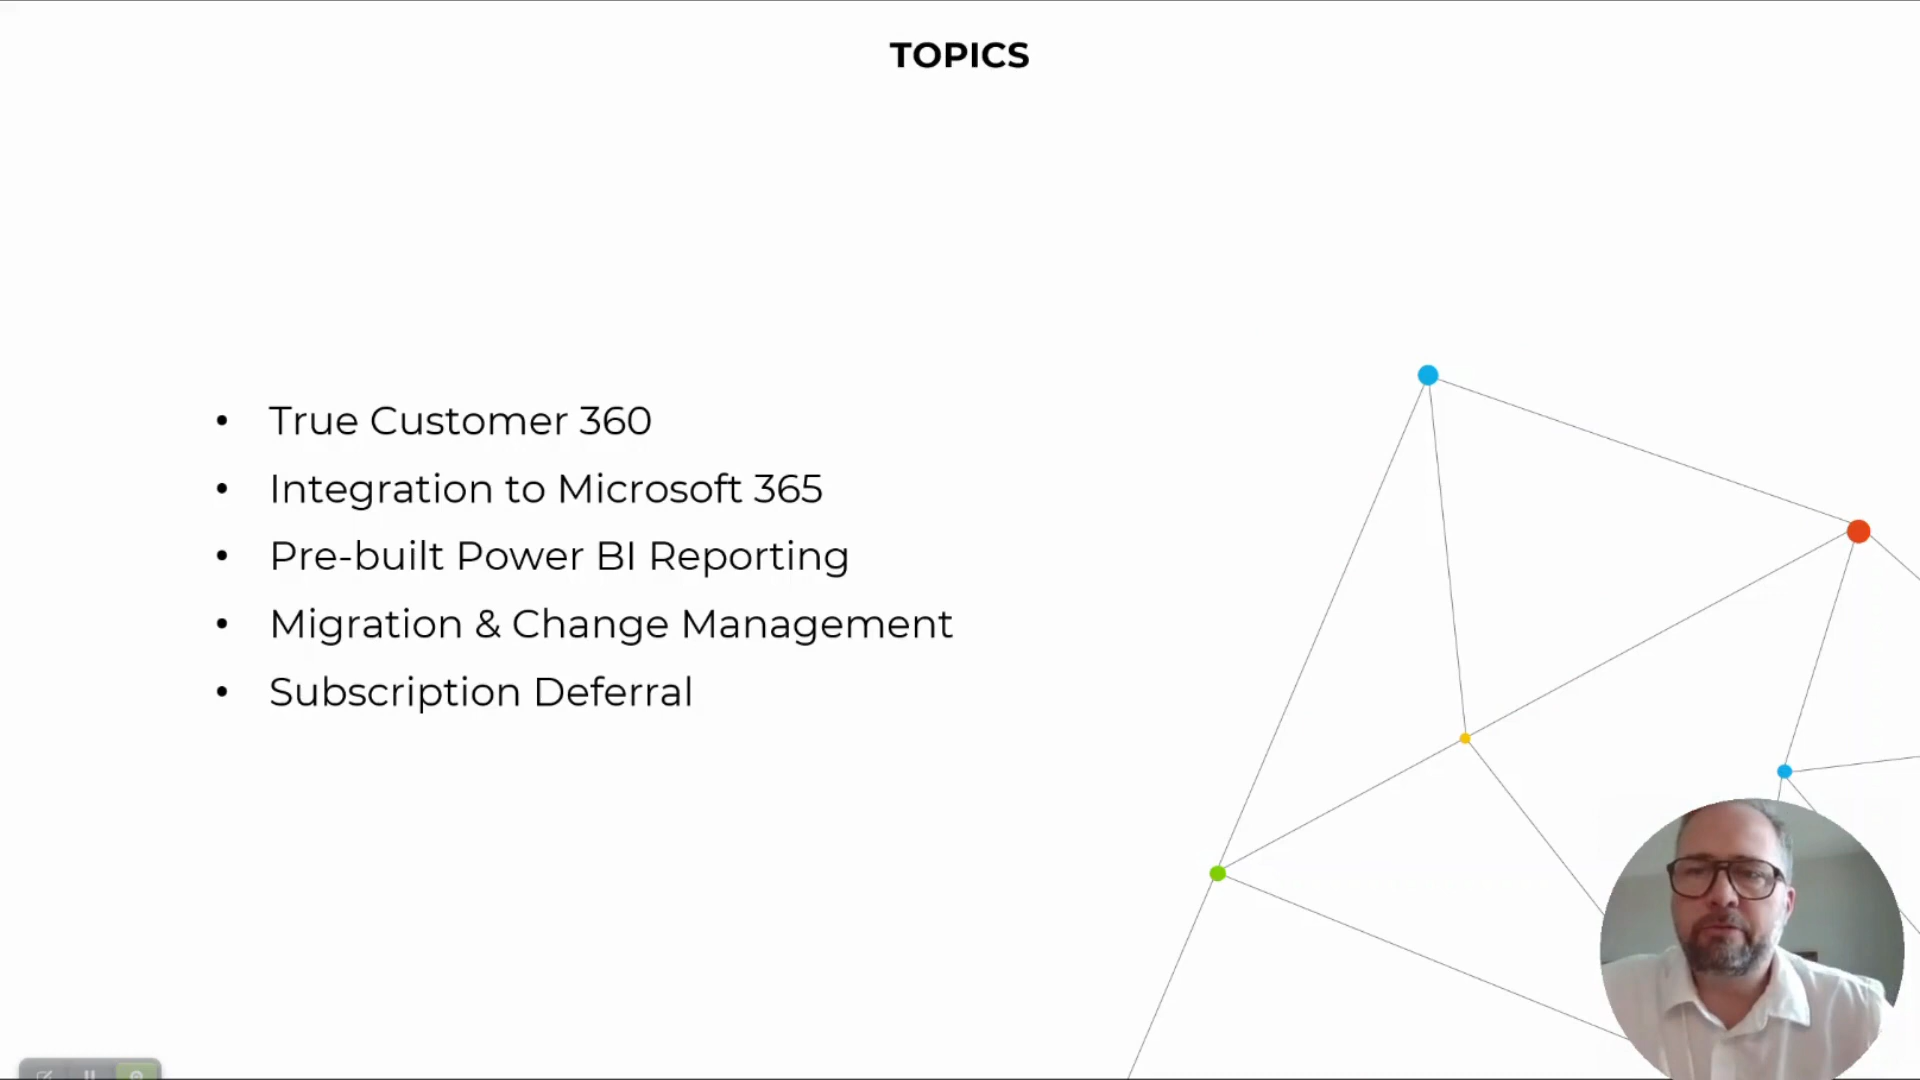 TOPICS
• True Customer 360
• Integration to Microsoft 365
• Pre-built Power BI Reporting
• Migration & Change Management
• Subscription Deferral